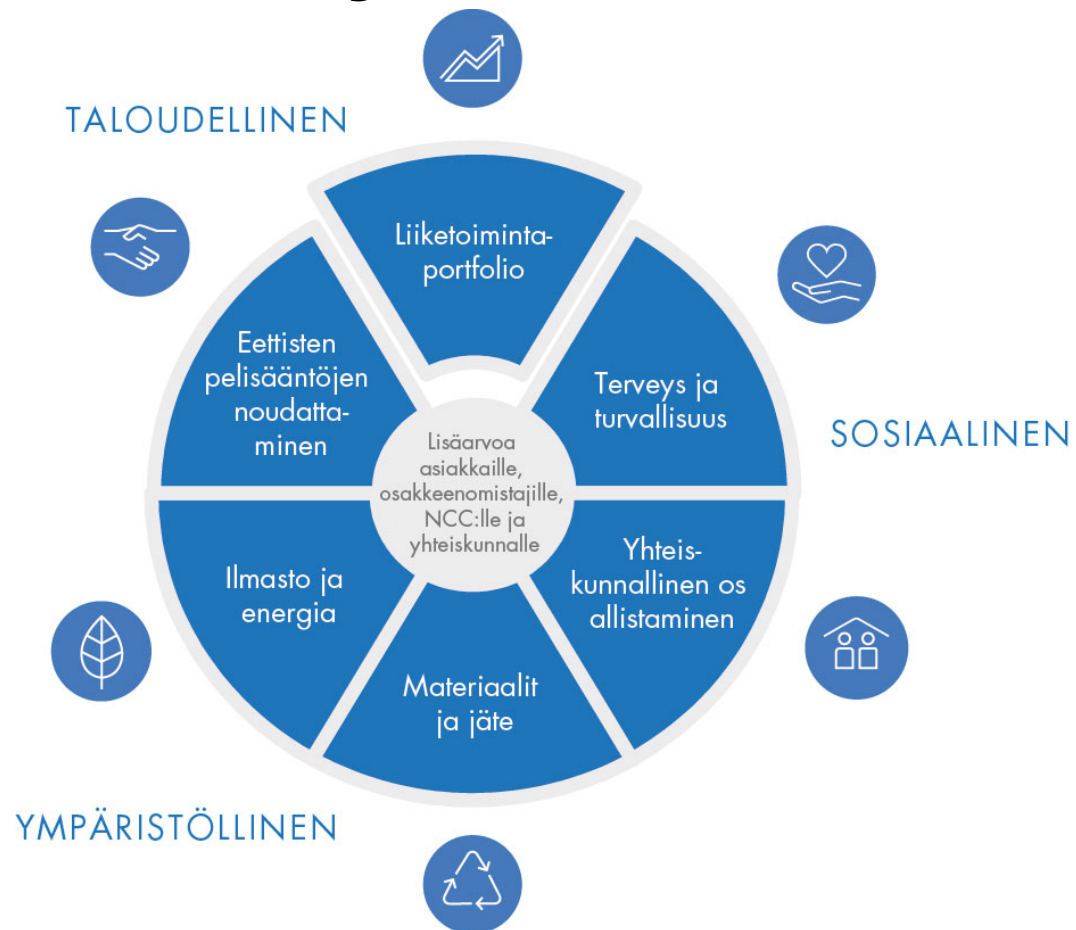 TALOUDELLINEN
Liiketoiminta-
portfolio
Eettisten
pelisääntöjen
noudatta-
minen
Terveys ja
turvallisuus
SOSIAALINEN
Lisäarvoa
asiakkaille,
osakkeenomistajille,
NCC:lle ja
yhteiskunnalle
Ilmasto ja
energia
Yhteis-
kunnallinen os
allistaminen
Materiaalit
ja jäte
YMPÄRISTÖLLINEN